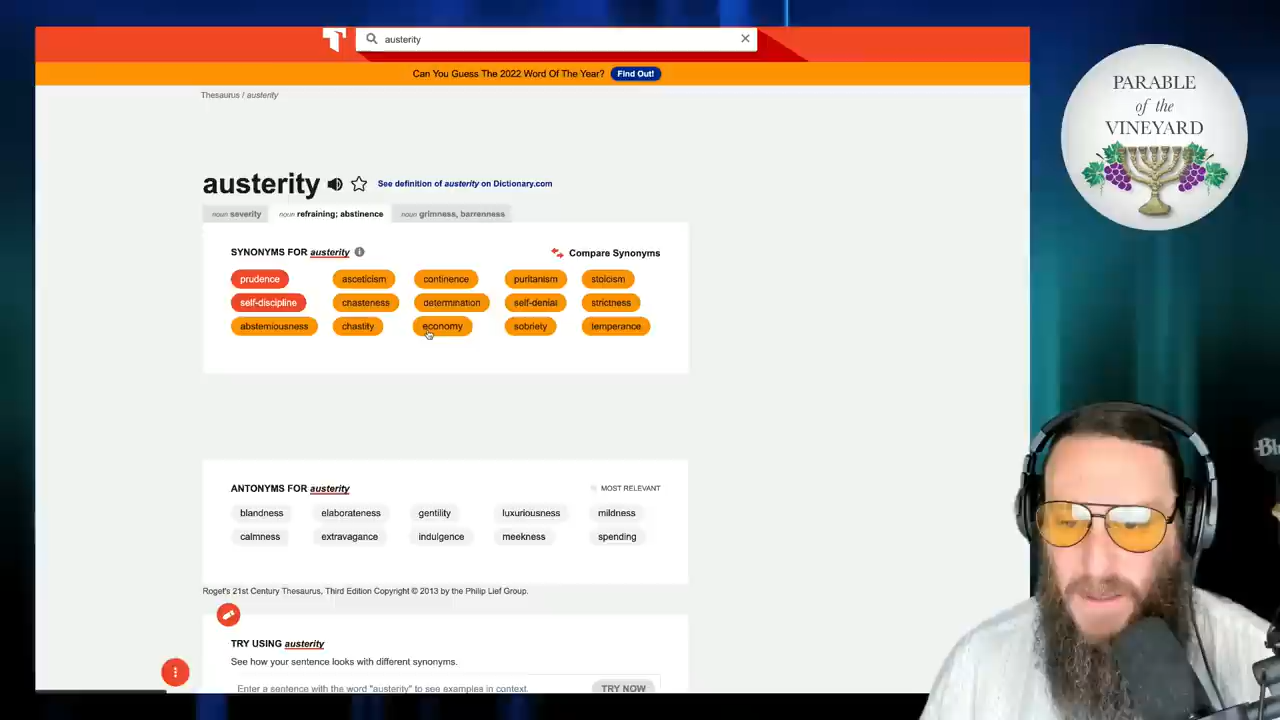 austerity
Can You Guess The 2022 Word Of The Year? Find Out!
Thesaurus / austerity
austerity See definition of austerity on Dictionary.com
noun severity noun refraining; abstinence noun grimness, barrenness
SYNONYMS FOR austerity Compare Synonyms
prudence asceticism continence puritanism stoicism
self-discipline chasteness determination self-denial strictness
abstemiousness chastity economy sobriety temperance
ANTONYMS FOR austerity MOST RELEVANT
blandness elaborateness gentility luxuriousness mildness
calmness extravagance indulgence meekness spending
Roget's 21st Century Thesaurus, Third Edition Copyright © 2013 by the Philip Lief Group.
TRY USING austerity
See how your sentence looks with different synonyms.
Enter a sentence with the word "austerity" to see examples in context. TRY NOW
PARABLE
of the
VINEYARD